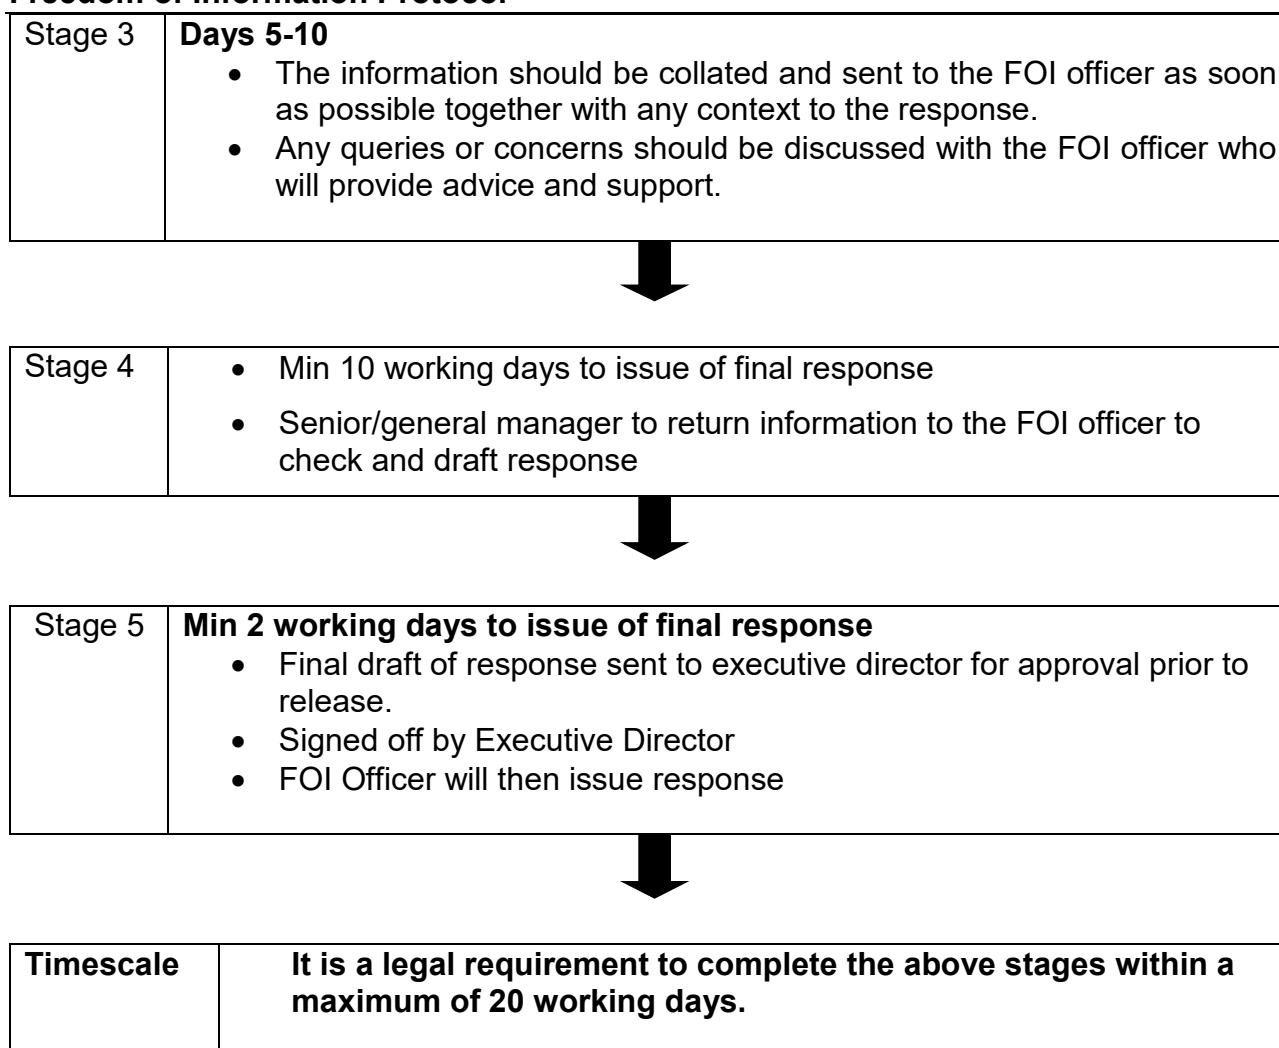 Freedom of Information Protocol
Stage 3 Days 5-10
• The information should be collated and sent to the FOI officer as soon
as possible together with any context to the response.
• Any queries or concerns should be discussed with the FOI officer who
will provide advice and support.
Stage 4 • Min 10 working days to issue of final response
• Senior/general manager to return information to the FOI officer to
check and draft response
Stage 5 Min 2 working days to issue of final response
• Final draft of response sent to executive director for approval prior to
release.
• Signed off by Executive Director
• FOI Officer will then issue response
Timescale It is a legal requirement to complete the above stages within a
maximum of 20 working days.